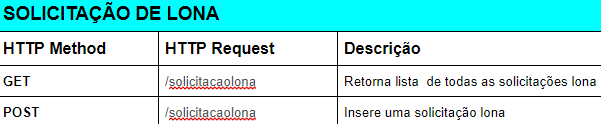 SOLICITAÇÃO DE LONA
HTTP Method HTTP Request Descrição
GET /solicitacaolona Retorna lista de todas as solicitações lona
POST /solicitacaolona Insere uma solicitação lona